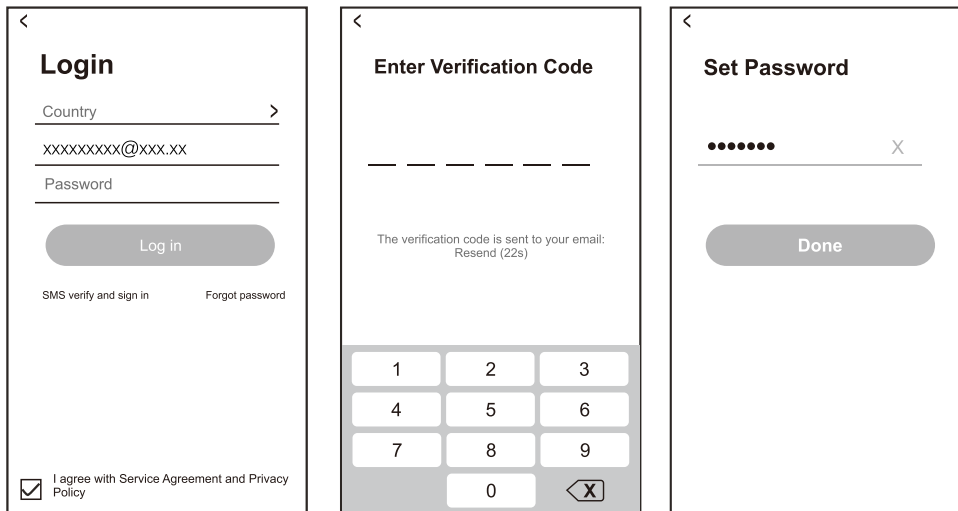 Login
Country
xxxxxxxxx@xxx.xx
Password
Log in
SMS verify and sign in
Forgot password
I agree with Service Agreement and Privacy
Policy
Enter Verification Code
The verification code is sent to your email:
Resend (22s)
1 2 3
4 5 6
7 8 9
0 X
Set Password
X
Done